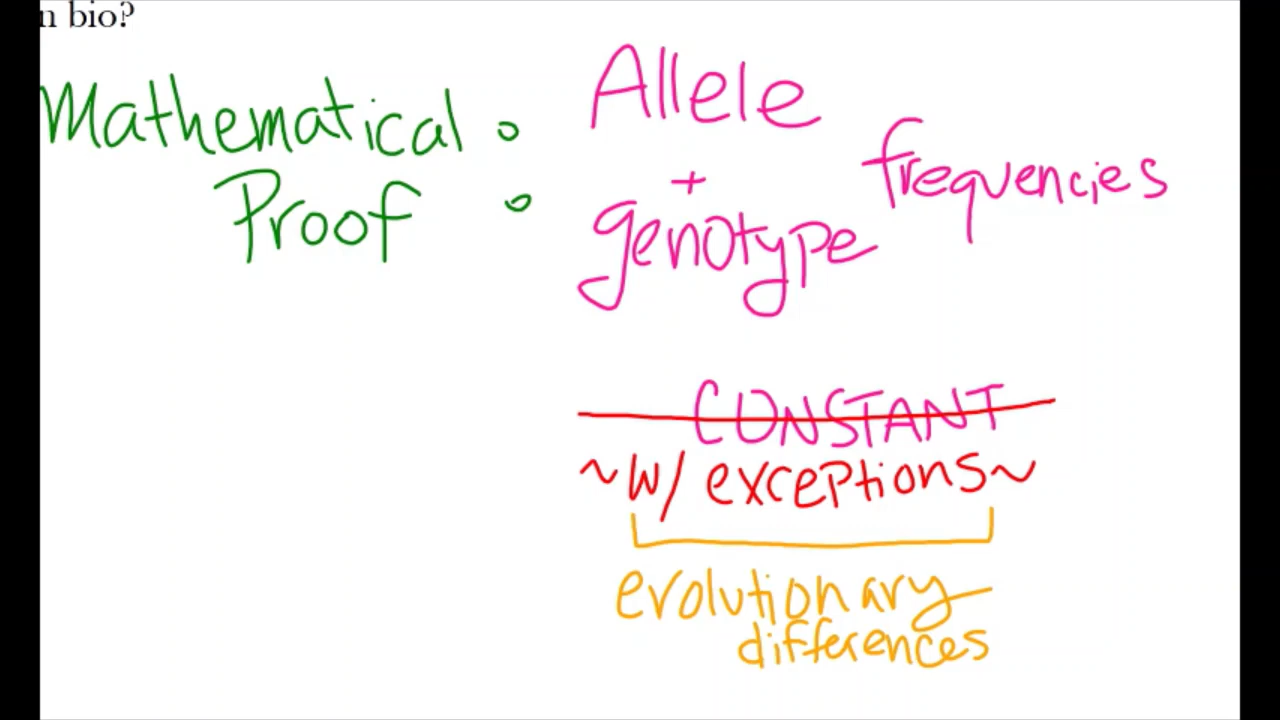 n bio?
Mathematical :
Proof
Allele
+
genotype
frequencies
CONSTANT
~w/ exceptions~
evolutionary
differences